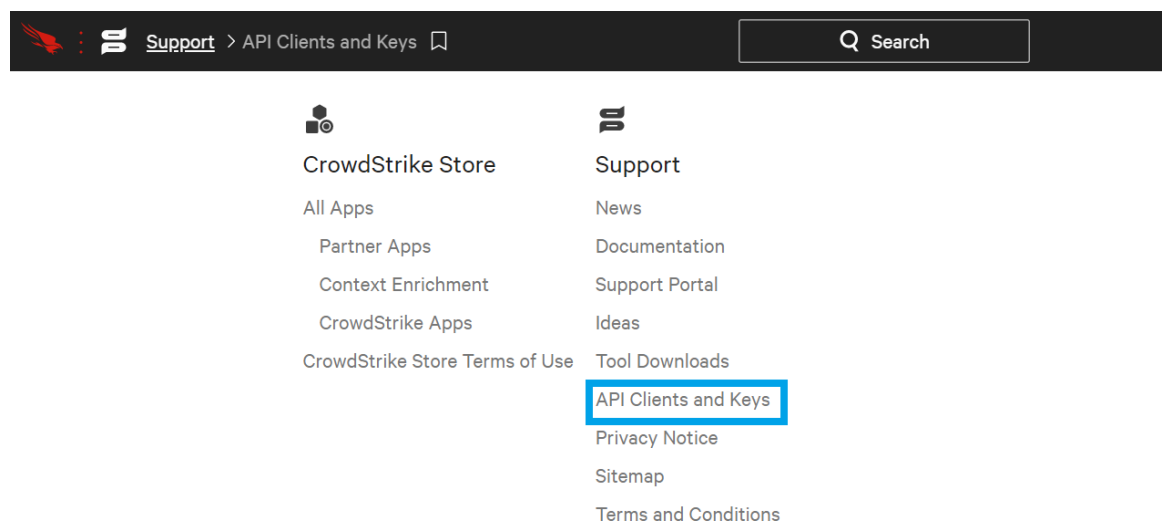 Support > API Clients and Keys
Search
CrowdStrike Store
All Apps
Partner Apps
Context Enrichment
CrowdStrike Apps
CrowdStrike Store Terms of Use
Support
News
Documentation
Support Portal
Ideas
Tool Downloads
API Clients and Keys
Privacy Notice
Sitemap
Terms and Conditions